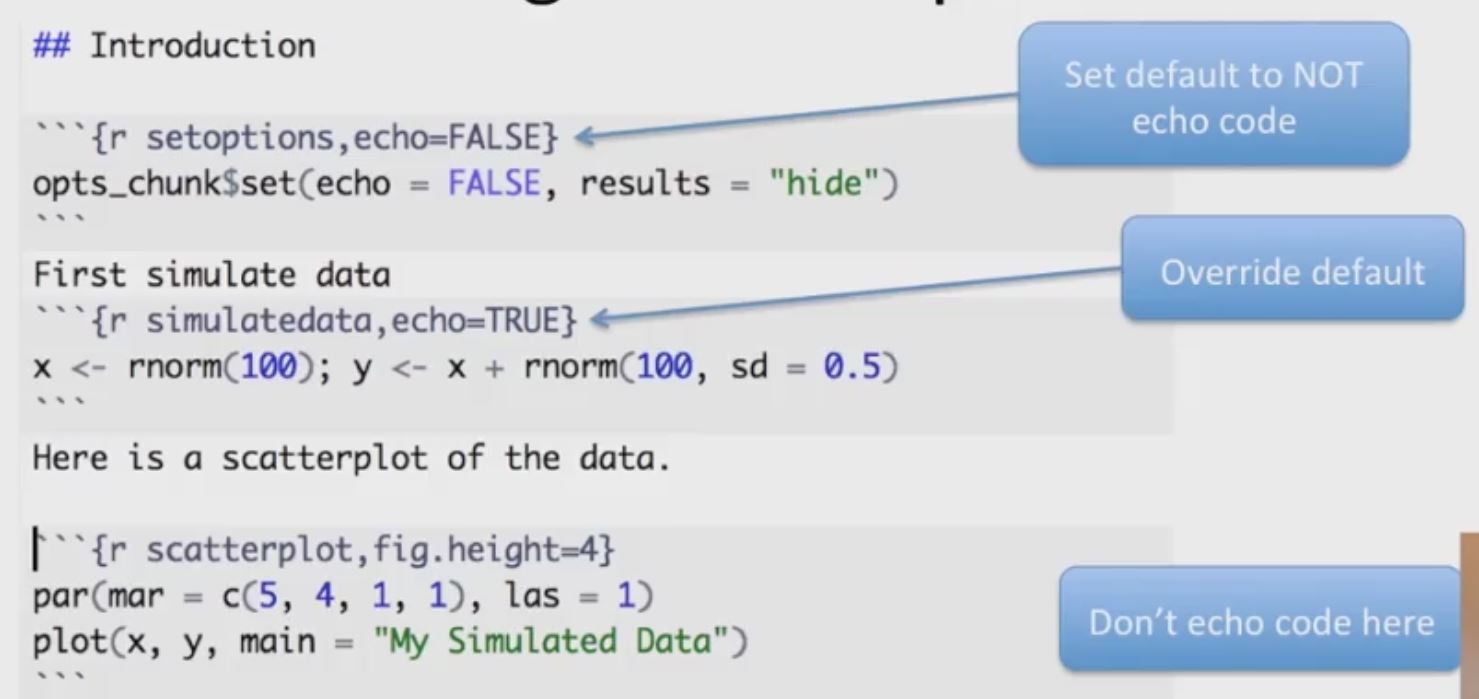 ## Introduction
```{r setoptions,echo=FALSE}
opts_chunk$set(echo = FALSE, results = "hide")
```
First simulate data
```{r simulatedata,echo=TRUE}
x <- rnorm(100); y <- x + rnorm(100, sd = 0.5)
```
Here is a scatterplot of the data.
```{r scatterplot,fig.height=4}
par(mar = c(5, 4, 1, 1), las = 1)
plot(x, y, main = "My Simulated Data")
```
Set default to NOT
echo code
Override default
Don't echo code here